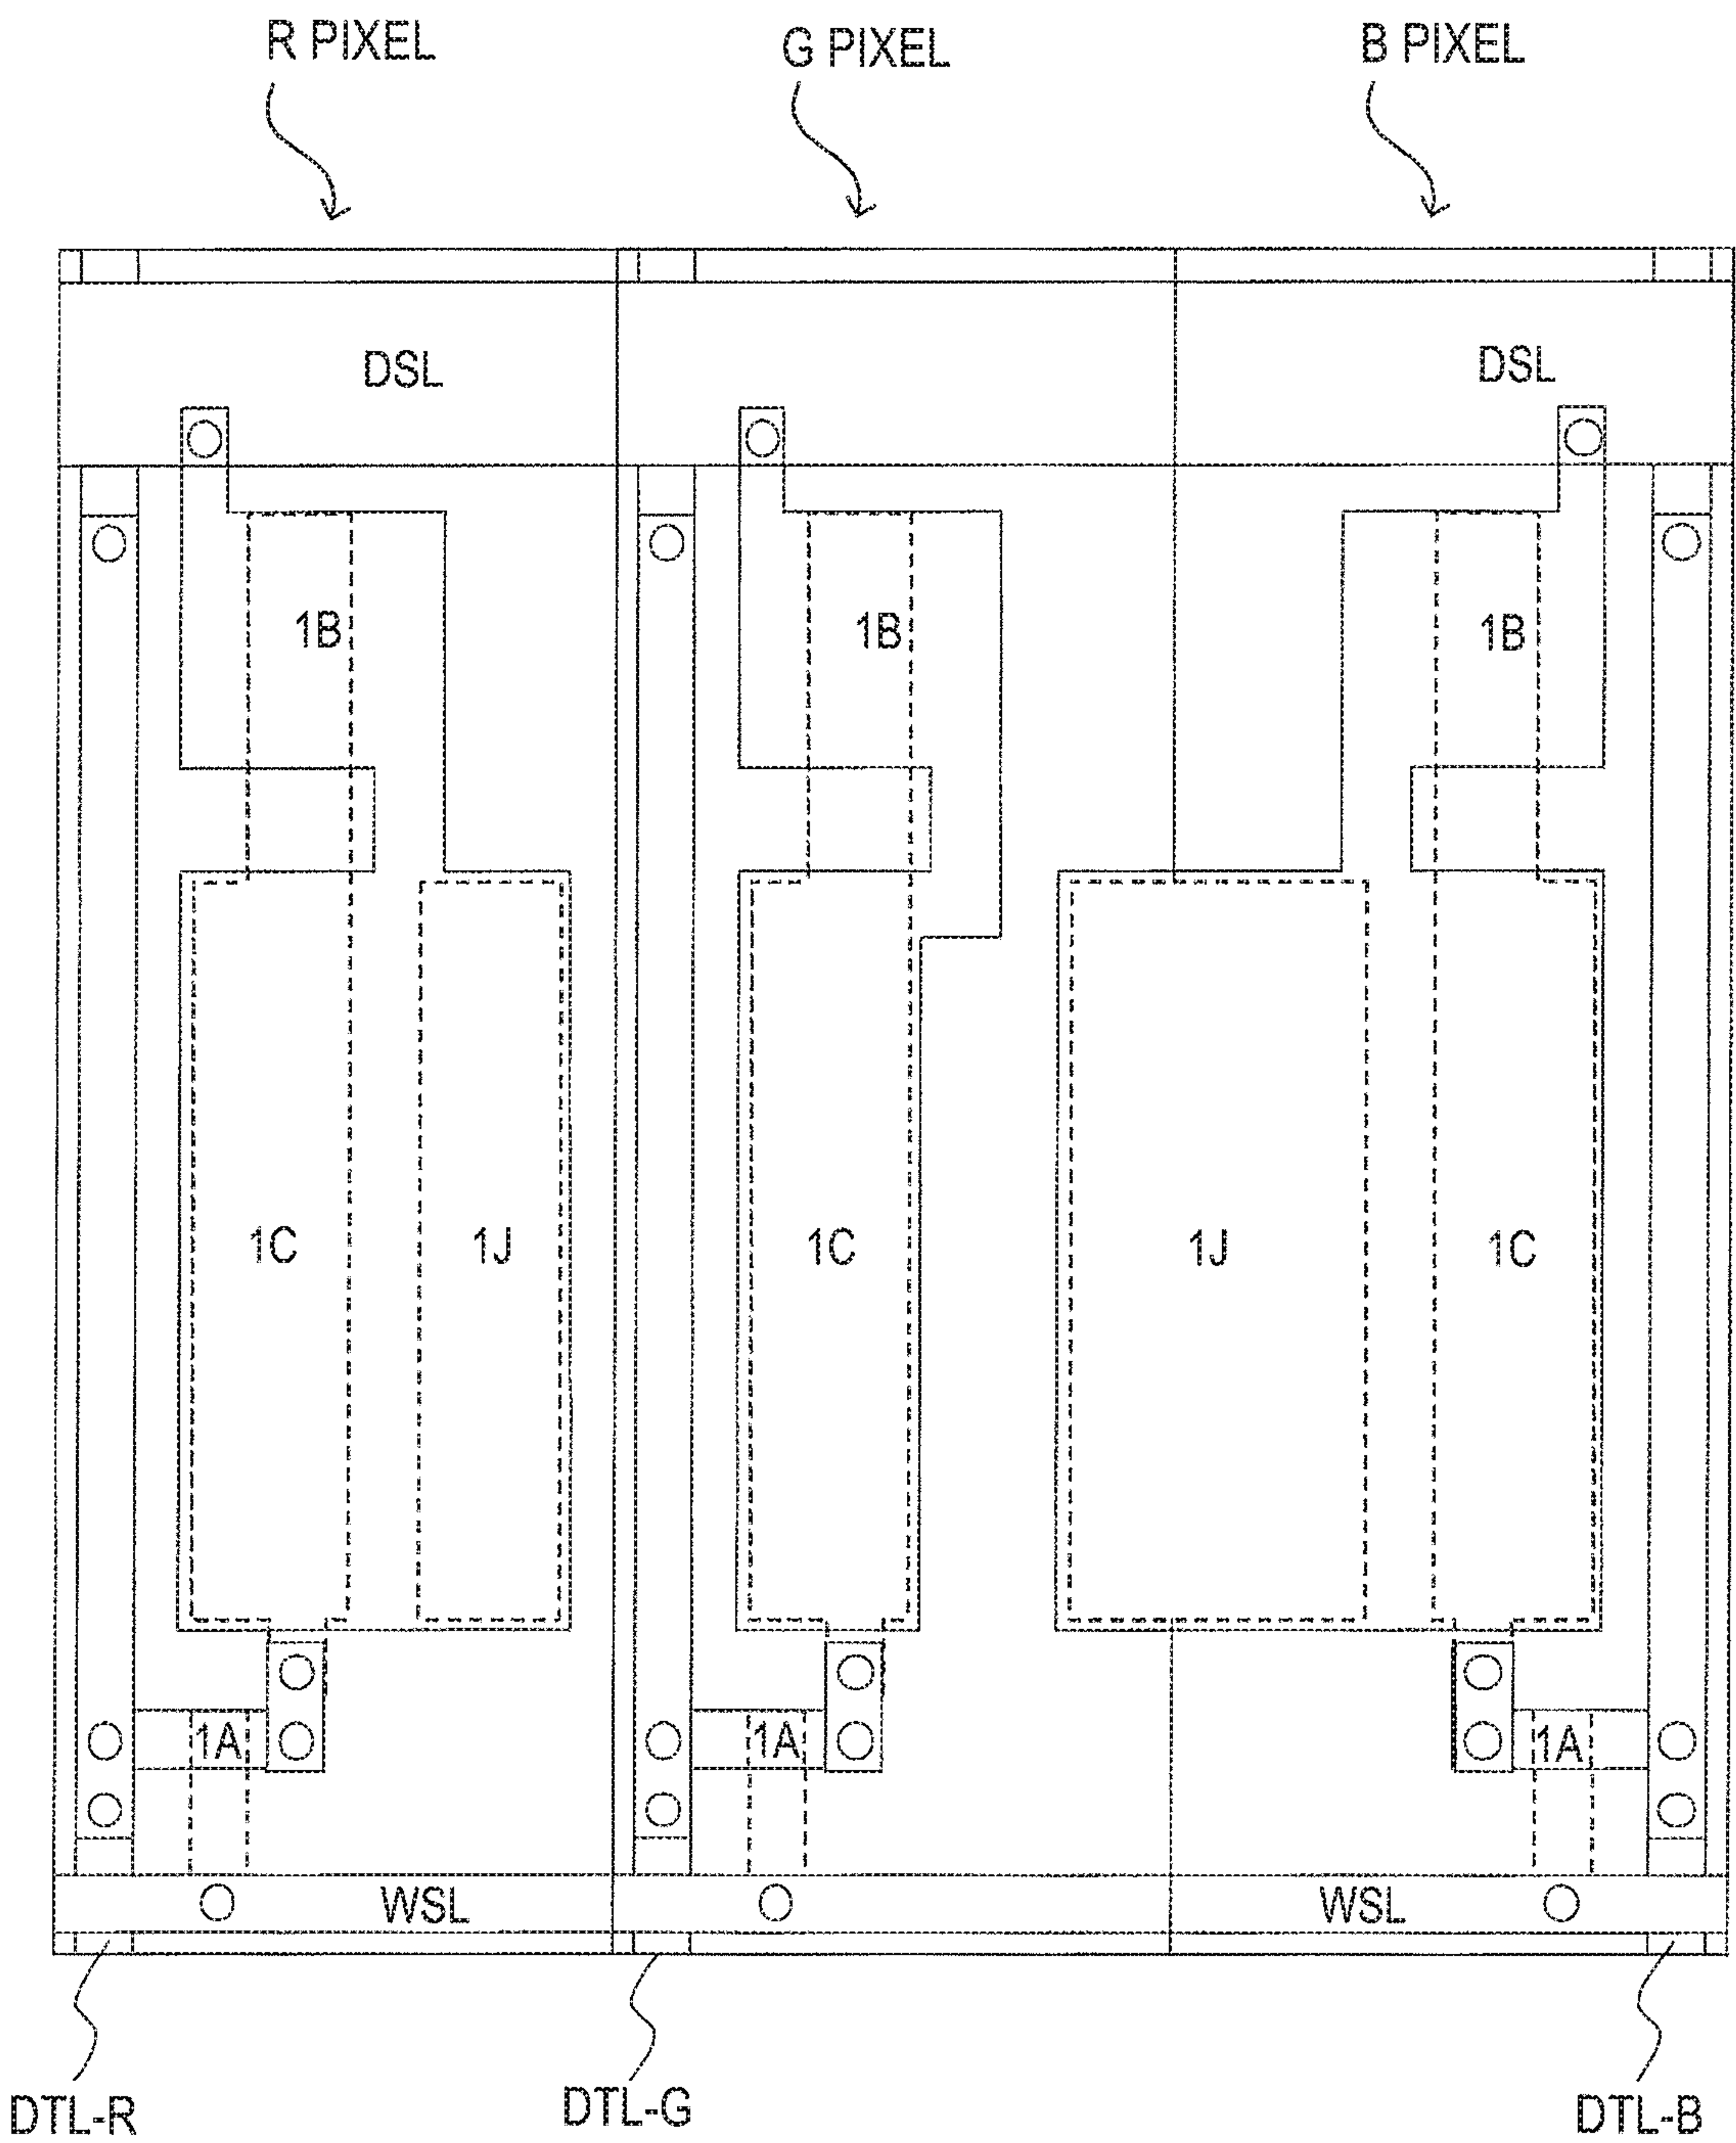 R PIXEL G PIXEL B PIXEL
DSL DSL
1B 1B 1B
1C 1J 1C 1J 1C
1A 1A 1A
WSL WSL
DTL-R DTL-G DTL-B